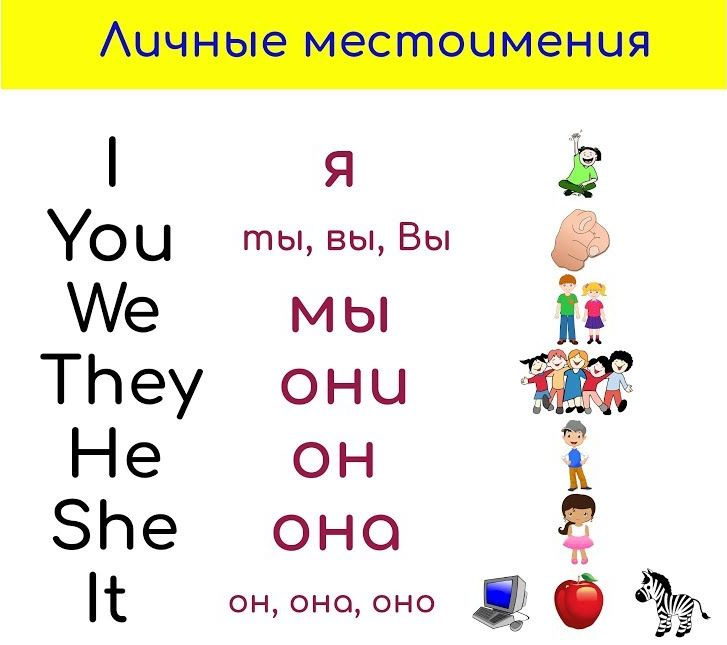 Личные местоимения
I я
You ты, вы, Вы
We мы
They они
He он
She она
It он, она, оно